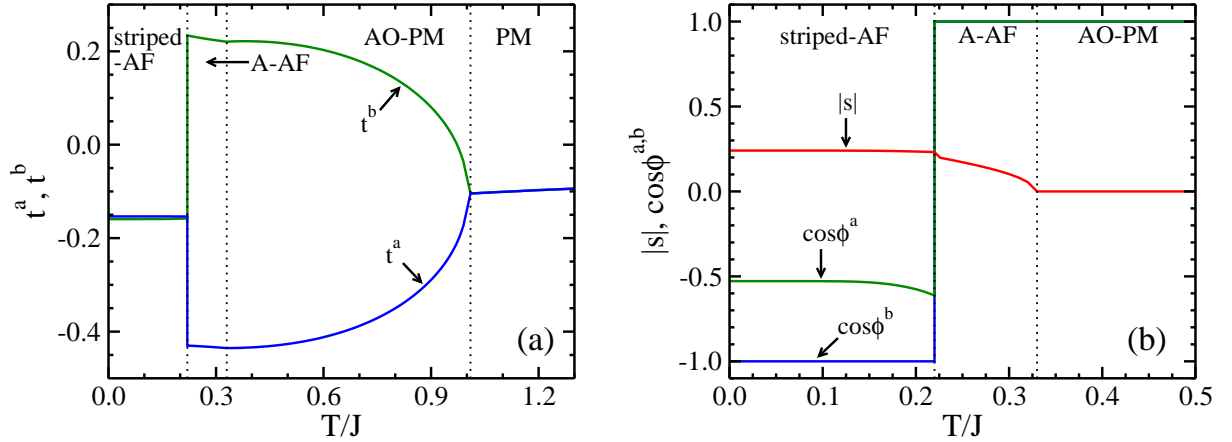 striped
-AF
A-AF
AO-PM
PM
t^b
t^a
(a)
t^a, t^b
0.2
0.0
-0.2
-0.4
0.0
0.3
0.6
0.9
1.2
T/J
striped-AF
A-AF
AO-PM
|s|
cosϕ^a
cosϕ^b
(b)
|s|, cosϕ^{a,b}
1.0
0.5
0.0
-0.5
-1.0
0.0
0.1
0.2
0.3
0.4
0.5
T/J